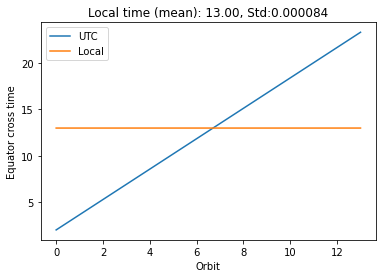 Local time (mean): 13.00, Std:0.000084
UTC
Local
Equator cross time
20
15
10
5
0 2 4 6 8 10 12
Orbit